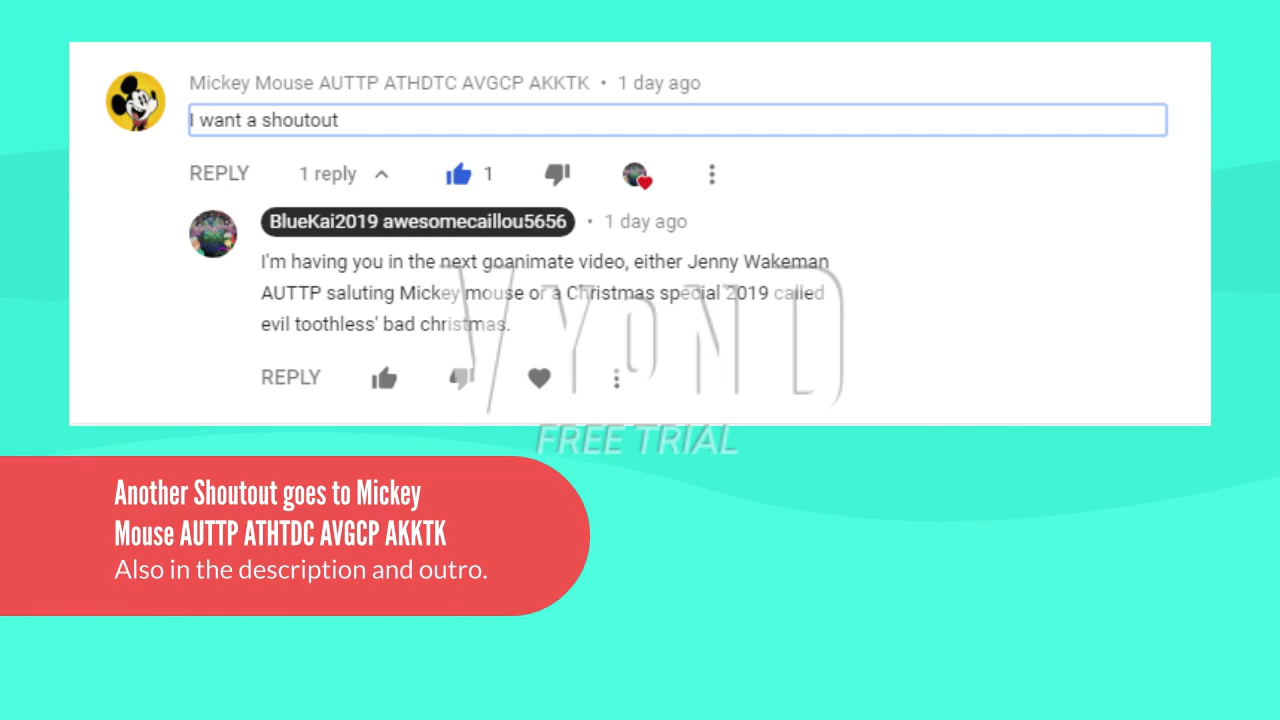 Mickey Mouse AUTTP ATHDTC AVGCP AKKTK • 1 day ago
I want a shoutout
REPLY 1 reply 1
BlueKai2019 awesomecaillou5656 • 1 day ago
I'm having you in the next goanimate video, either Jenny Wakeman
AUTTP saluting Mickey mouse or a Christmas special 2019 called
evil toothless' bad christmas.
REPLY
VYOND
FREE TRIAL
Another Shoutout goes to Mickey
Mouse AUTTP ATHTDC AVGCP AKKTK
Also in the description and outro.